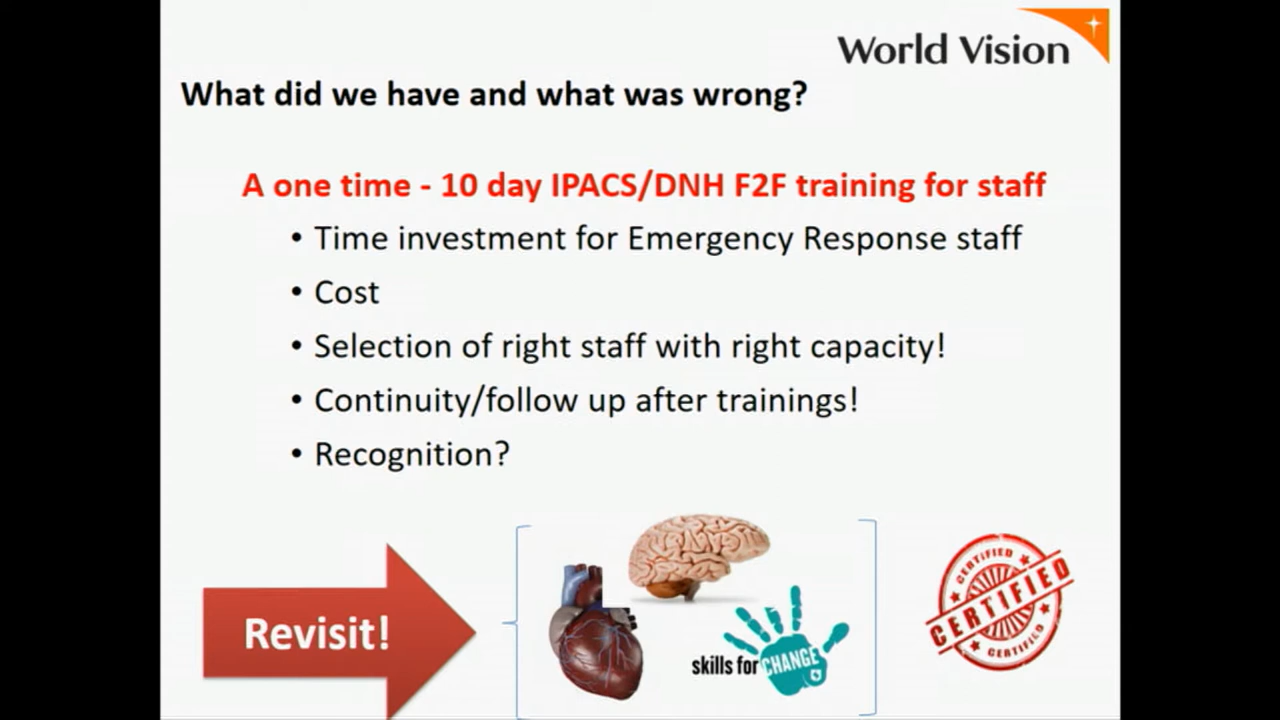 World Vision
What did we have and what was wrong?
A one time - 10 day IPACS/DNH F2F training for staff
• Time investment for Emergency Response staff
• Cost
• Selection of right staff with right capacity!
• Continuity/follow up after trainings!
• Recognition?
Revisit!
skills for CHANGE
CERTIFIED
CERTIFIED
CERTIFIED